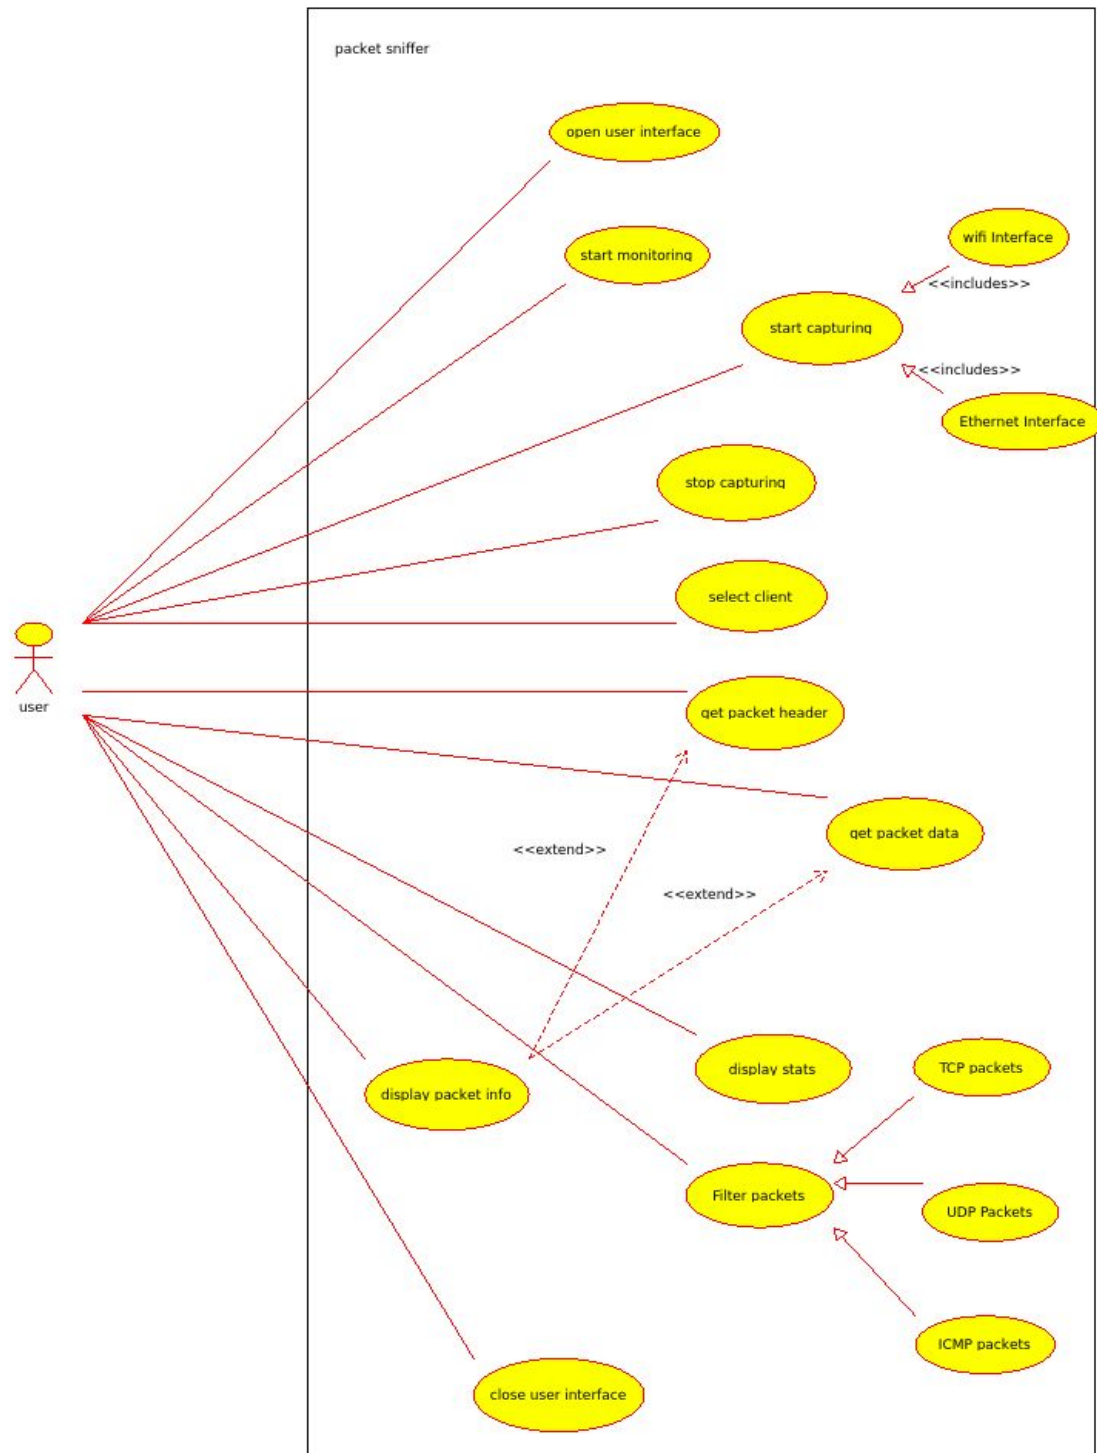 packet sniffer
open user interface
wifi Interface
start monitoring
<<includes>>
start capturing
<<includes>>
Ethernet Interface
stop capturing
select client
user
get packet header
get packet data
<<extend>>
<<extend>>
TCP packets
display stats
display packet info
Filter packets
UDP Packets
ICMP packets
close user interface